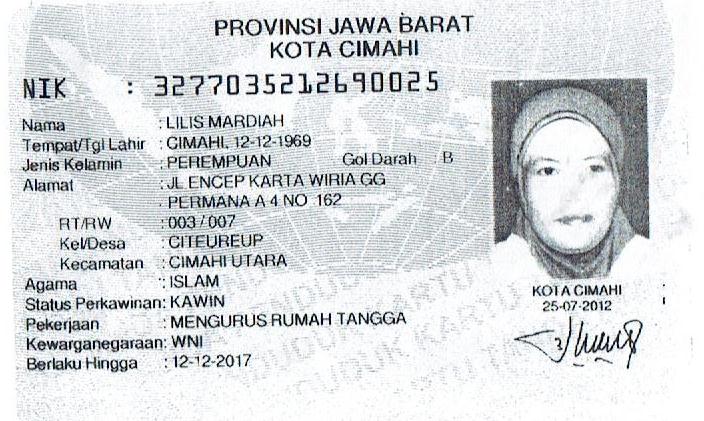 PROVINSI JAWA BARAT
KOTA CIMAHI
NIK : 3277035212690025
Nama : LILIS MARDIAH
Tempat/Tgl Lahir : CIMAHI, 12-12-1969
Jenis Kelamin : PEREMPUAN Gol Darah B
Alamat : JL ENCEP KARTA WIRIA GG
PERMANA A 4 NO 162
RT/RW : 003 / 007
Kel/Desa : CITEUREUP
Kecamatan : CIMAHI UTARA
Agama : ISLAM
Status Perkawinan: KAWIN
Pekerjaan : MENGURUS RUMAH TANGGA
Kewarganegaraan: WNI
Berlaku Hingga : 12-12-2017
KOTA CIMAHI
25-07-2012